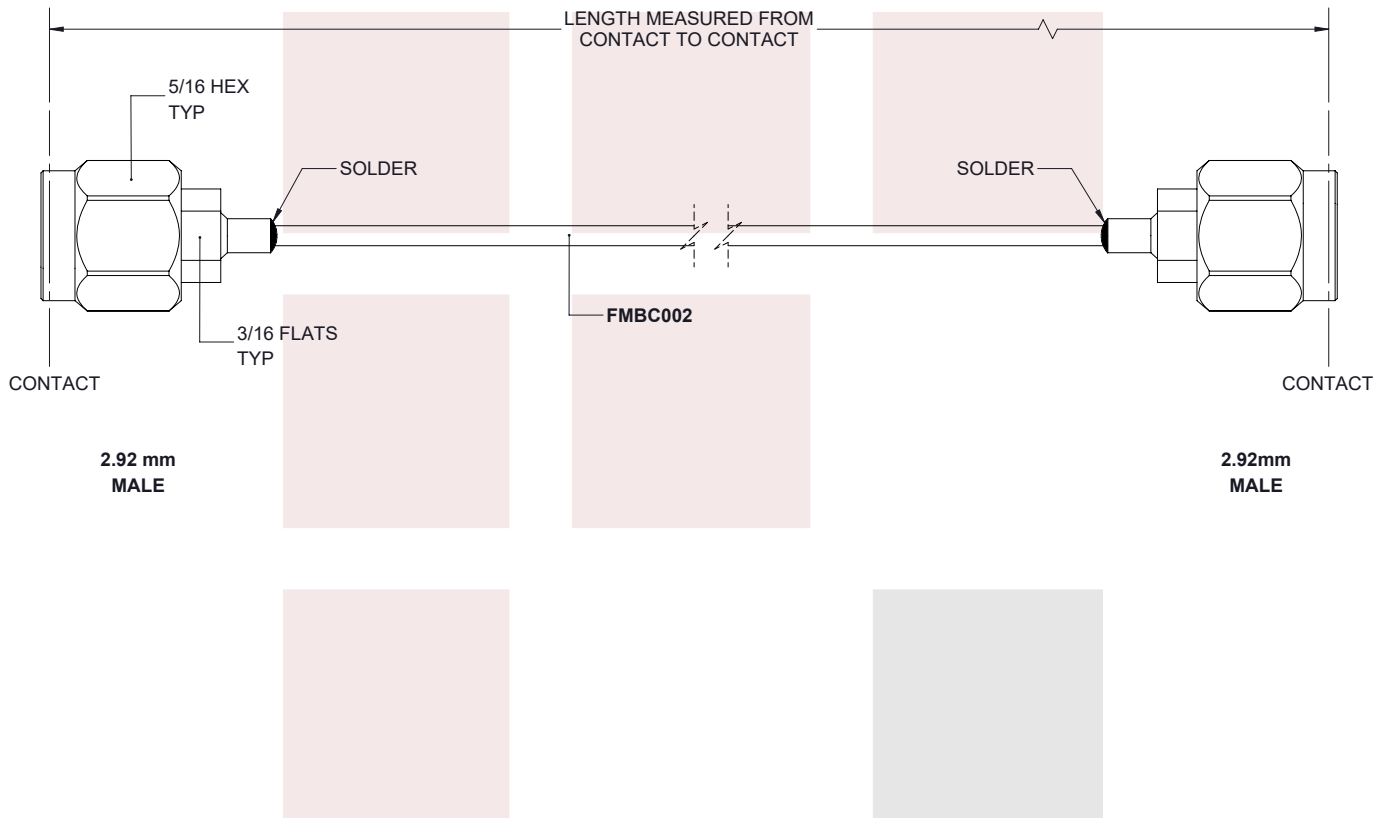 LENGTH MEASURED FROM
CONTACT TO CONTACT
5/16 HEX
TYP
SOLDER
SOLDER
FMBC002
3/16 FLATS
TYP
CONTACT
CONTACT
2.92 mm
MALE
2.92mm
MALE